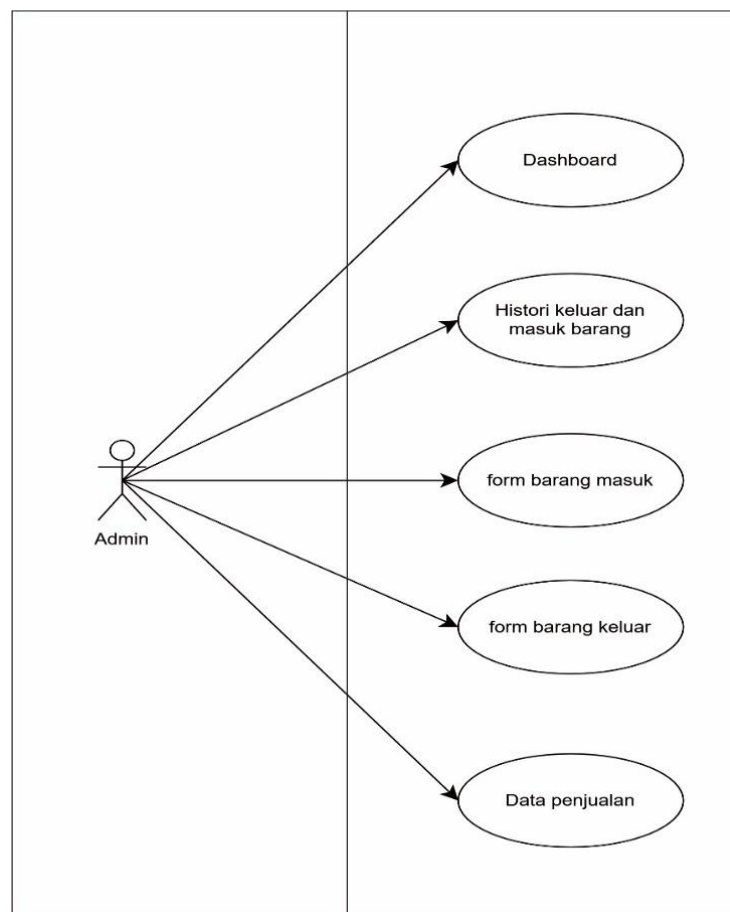 Dashboard
Histori keluar dan
masuk barang
form barang masuk
Admin
form barang keluar
Data penjualan